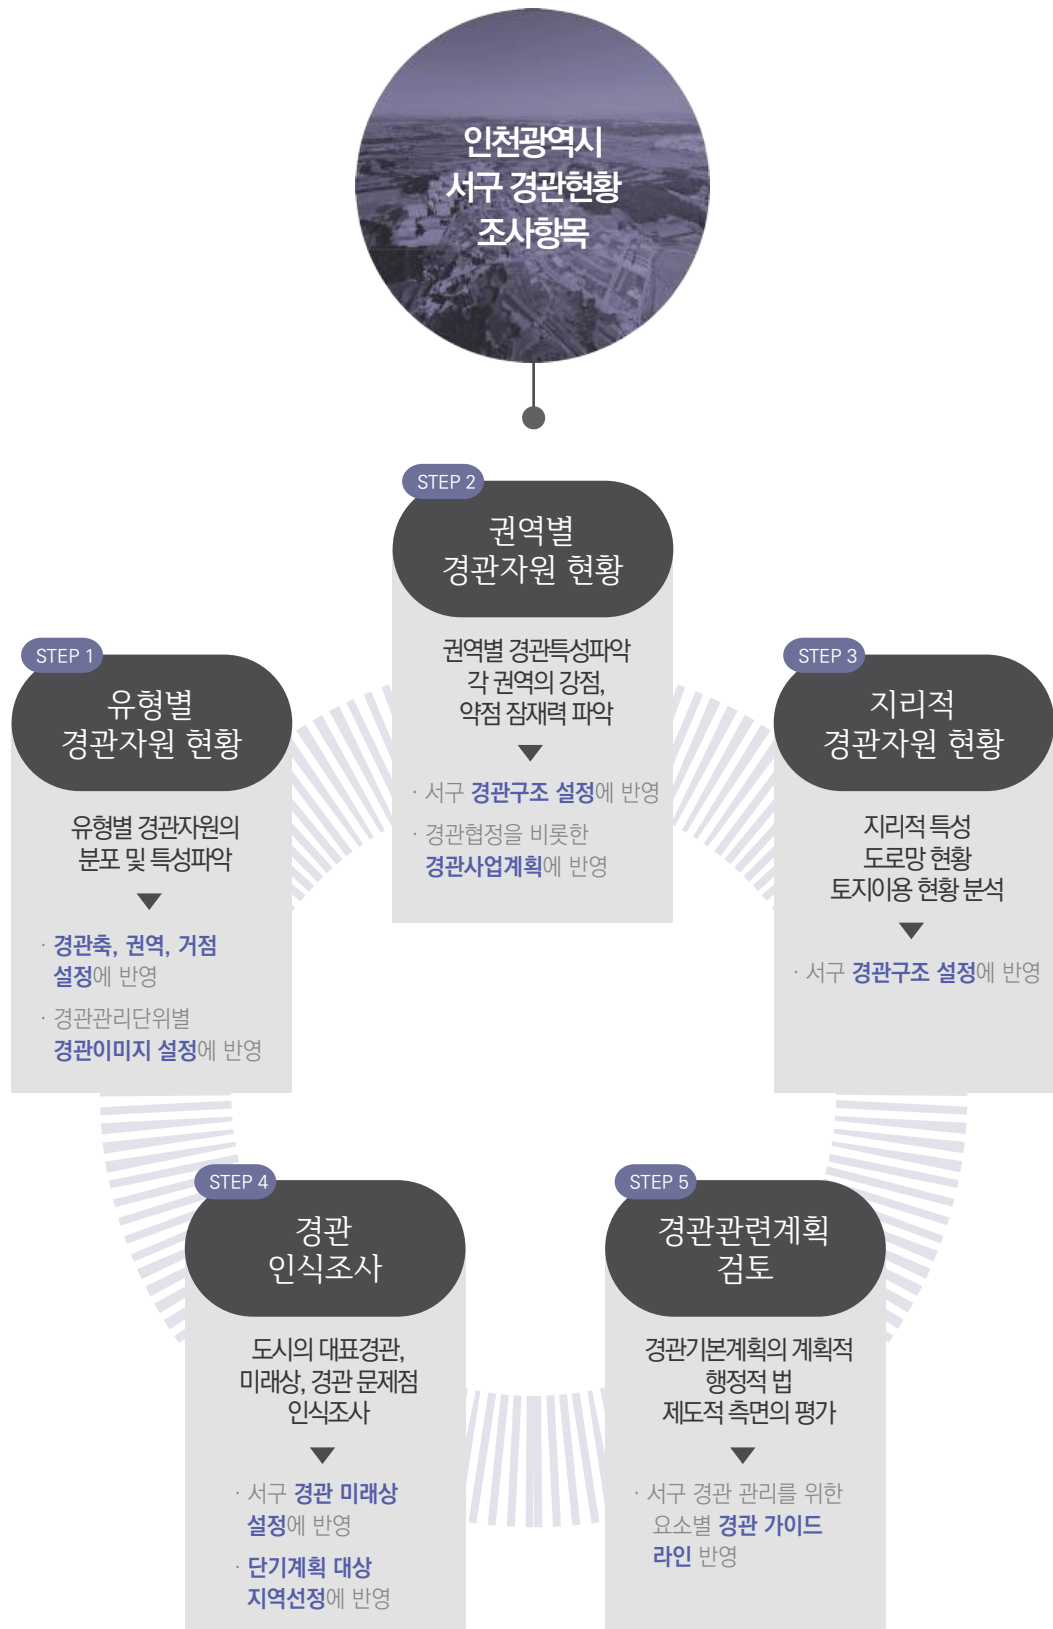 인천광역시
서구 경관현황
조사항목
STEP 1
유형별
경관자원 현황
유형별 경관자원의
분포 및 특성파악
· 경관축, 권역, 거점
설정에 반영
· 경관관리단위별
경관이미지 설정에 반영
STEP 2
권역별
경관자원 현황
권역별 경관특성파악
각 권역의 강점,
약점 잠재력 파악
· 서구 경관구조 설정에 반영
· 경관협정을 비롯한
경관사업계획에 반영
STEP 3
지리적
경관자원 현황
지리적 특성
도로망 현황
토지이용 현황 분석
· 서구 경관구조 설정에 반영
STEP 4
경관
인식조사
도시의 대표경관,
미래상, 경관 문제점
인식조사
· 서구 경관 미래상
설정에 반영
· 단기계획 대상
지역선정에 반영
STEP 5
경관관련계획
검토
경관기본계획의 계획적
행정적 법
제도적 측면의 평가
· 서구 경관 관리를 위한
요소별 경관 가이드
라인 반영